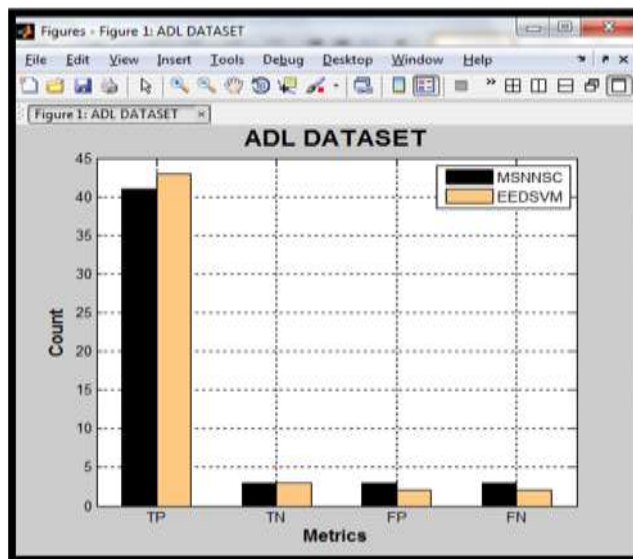 Figures - Figure 1: ADL DATASET
File Edit View Insert Tools Debug Desktop Window Help
Figure 1: ADL DATASET
ADL DATASET
MSNNSC
EEDSVM
45
40
35
30
25
20
15
10
5
0
Count
TP TN FP FN
Metrics